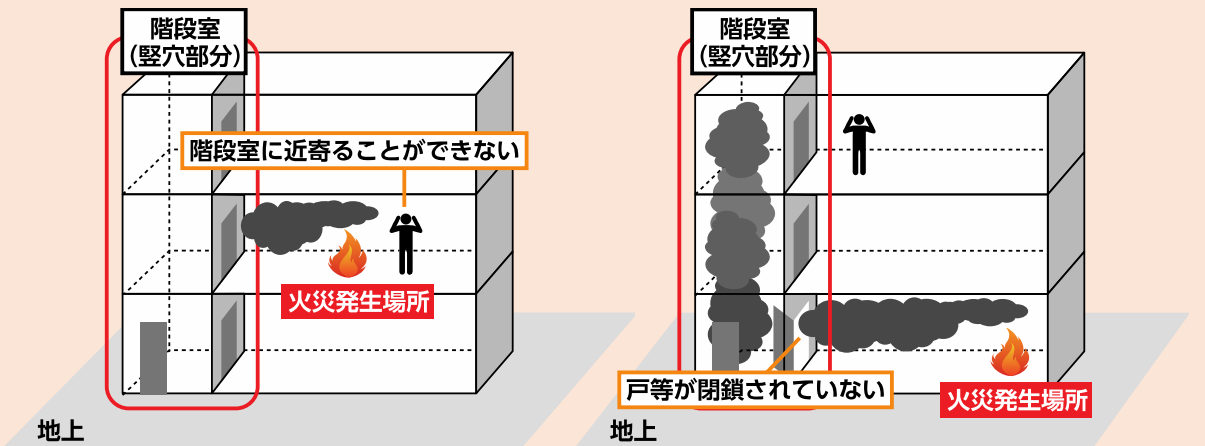 階段室
（竪穴部分）
階段室に近寄ることができない
火災発生場所
地上
階段室
（竪穴部分）
戸等が閉鎖されていない
火災発生場所
地上